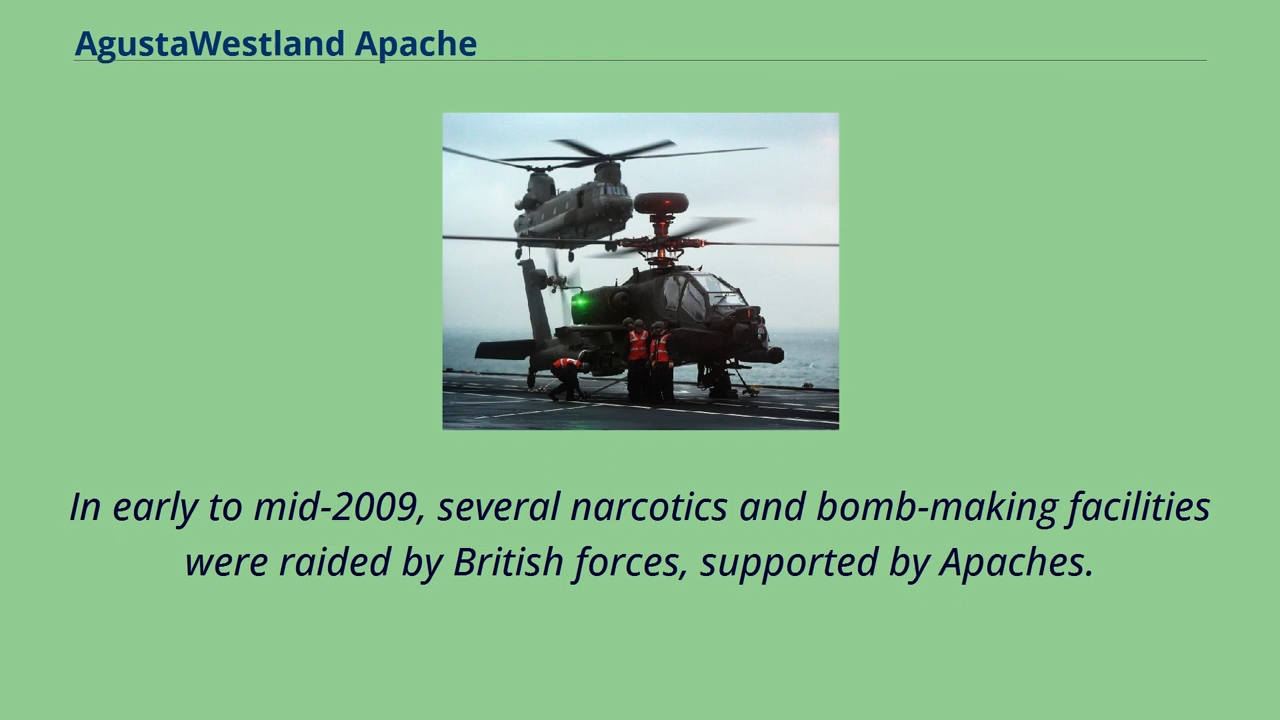 AgustaWestland Apache
In early to mid-2009, several narcotics and bomb-making facilities
were raided by British forces, supported by Apaches.